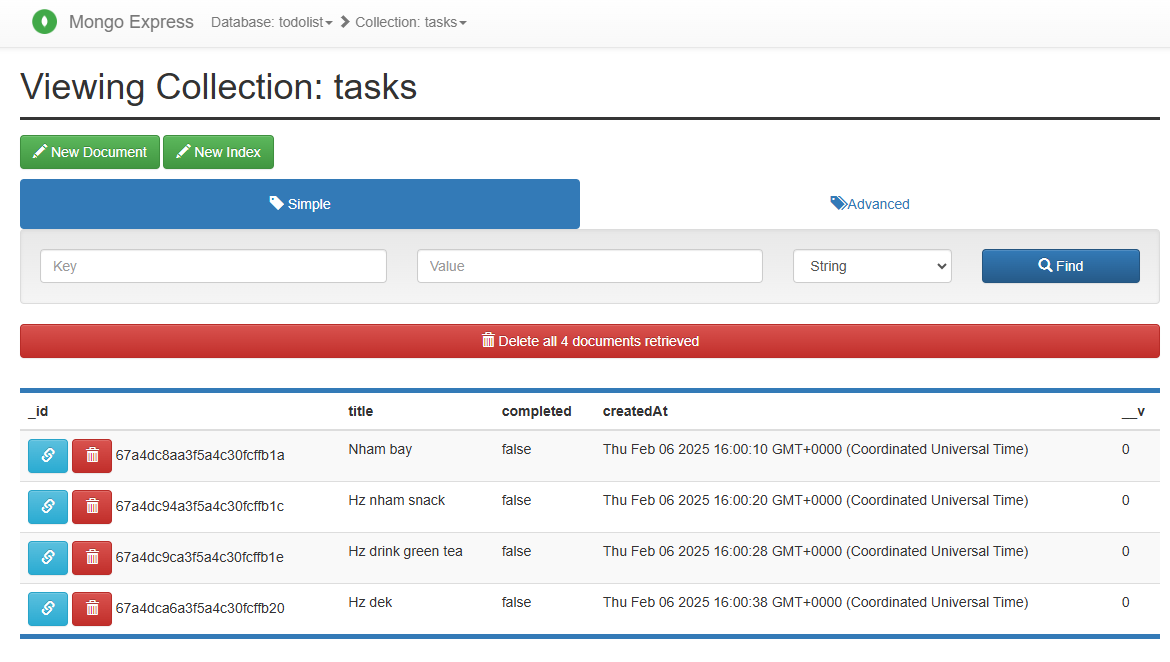 Mongo Express Database: todolist Collection: tasks
Viewing Collection: tasks
New Document New Index
Simple Advanced
Key Value String Find
Delete all 4 documents retrieved
_id title completed createdAt __v
67a4dc8aa3f5a4c30fcffb1a Nham bay false Thu Feb 06 2025 16:00:10 GMT+0000 (Coordinated Universal Time) 0
67a4dc94a3f5a4c30fcffb1c Hz nham snack false Thu Feb 06 2025 16:00:20 GMT+0000 (Coordinated Universal Time) 0
67a4dc9ca3f5a4c30fcffb1e Hz drink green tea false Thu Feb 06 2025 16:00:28 GMT+0000 (Coordinated Universal Time) 0
67a4dca6a3f5a4c30fcffb20 Hz dek false Thu Feb 06 2025 16:00:38 GMT+0000 (Coordinated Universal Time) 0